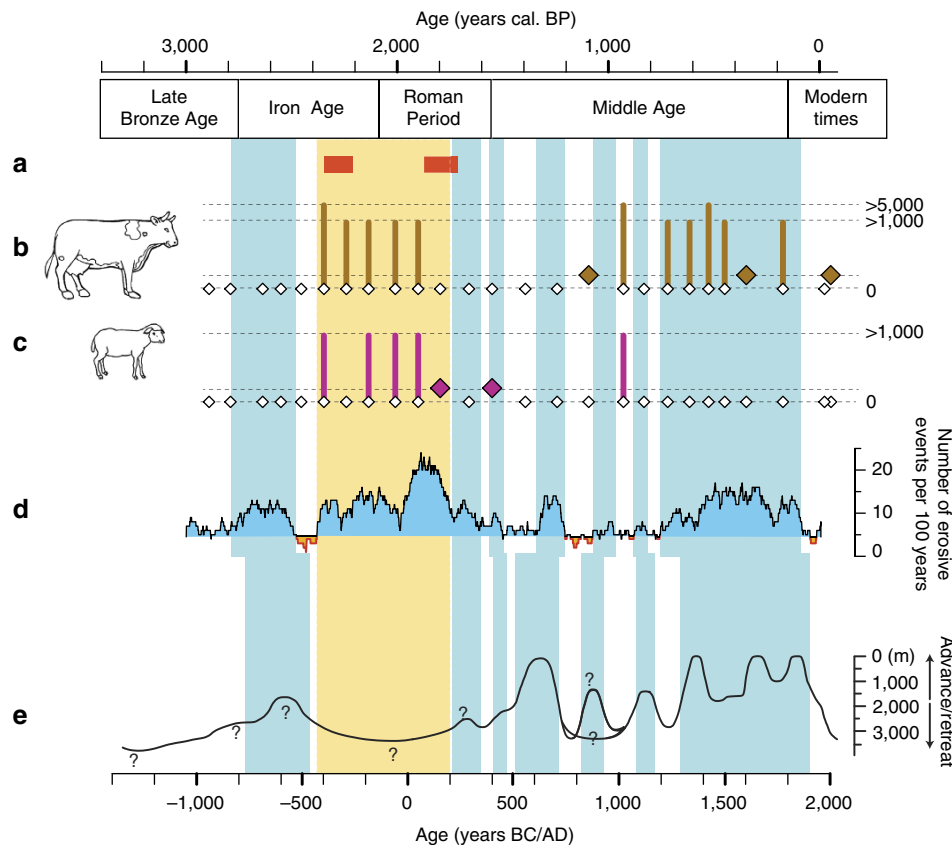 Age (years cal. BP)
3,000 2,000 1,000 0
Late Bronze Age
Iron Age
Roman Period
Middle Age
Modern times
a
b
>5,000
>1,000
0
c
>1,000
0
d
Number of erosive
events per 100 years
20
10
0
e
? ? ? ? ? ? ?
0 (m)
1,000
2,000
3,000
Advance/retreat
–1,000 –500 0 500 1,000 1,500 2,000
Age (years BC/AD)